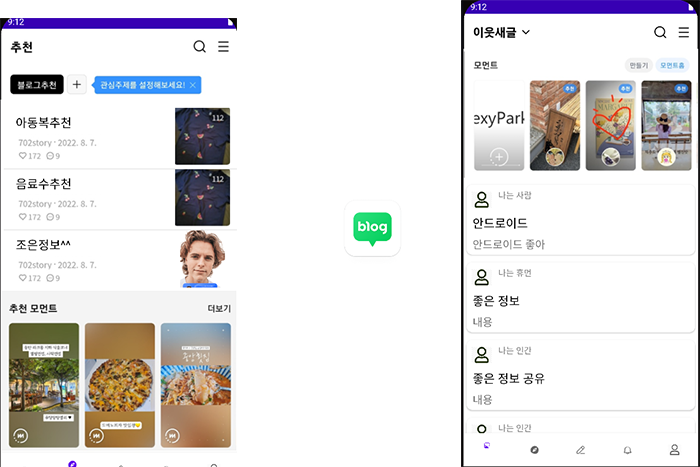 9:12
추천
블로그추천
+
관심주제를 설정해보세요! ×
아동복추천
702story · 2022. 8. 7.
172 9
112
음료수추천
702story · 2022. 8. 7.
172 9
112
조은정보^^
702story · 2022. 8. 7.
172 9
추천 모먼트
더보기
blog
9:12
이웃새글
모먼트
만들기
모먼트홈
exyPark
추천
추천
추천
나는 사람
안드로이드
안드로이드 좋아
나는 휴먼
좋은 정보
내용
나는 인간
좋은 정보 공유
내용
나는 인간